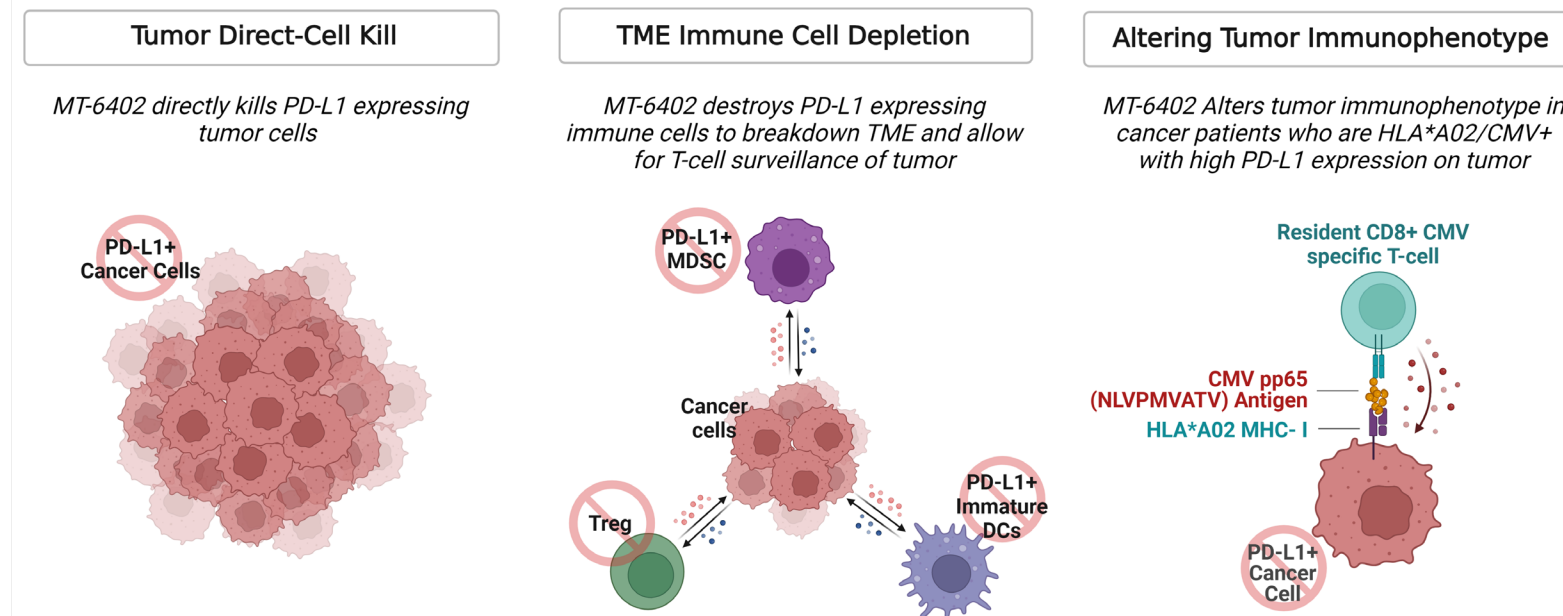 Tumor Direct-Cell Kill
MT-6402 directly kills PD-L1 expressing
tumor cells
PD-L1+
Cancer Cells
TME Immune Cell Depletion
MT-6402 destroys PD-L1 expressing
immune cells to breakdown TME and allow
for T-cell surveillance of tumor
PD-L1+
MDSC
Cancer
cells
Treg
PD-L1+
Immature
DCs
Altering Tumor Immunophenotype
MT-6402 Alters tumor immunophenotype in
cancer patients who are HLA*A02/CMV+
with high PD-L1 expression on tumor
Resident CD8+ CMV
specific T-cell
CMV pp65
(NLVPMVATV) Antigen
HLA*A02 MHC- I
PD-L1+
Cancer
Cell